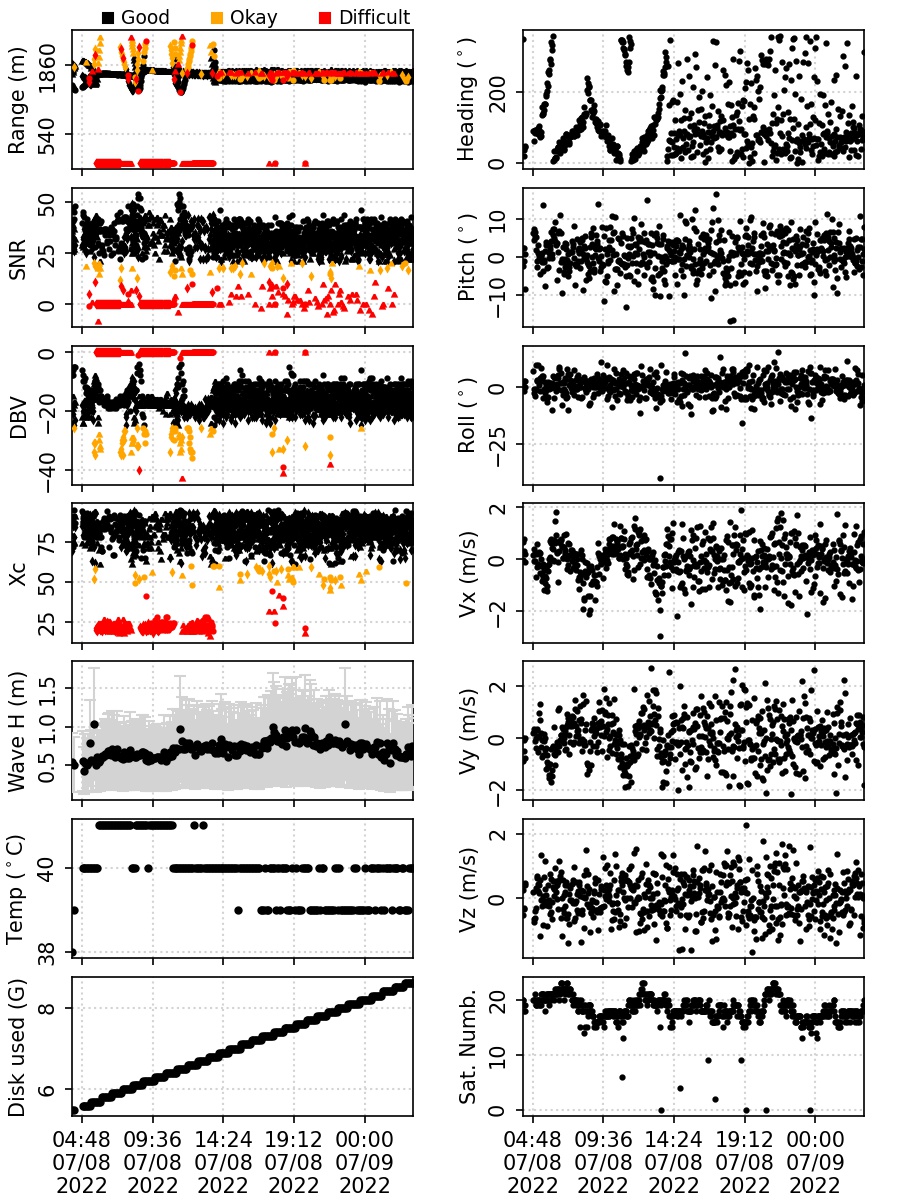 Good Okay Difficult
Range (m)
1860
540
Heading (°)
200
0
SNR
50
25
0
Pitch (°)
10
0
−10
DBV
0
−20
−40
Roll (°)
0
−25
Xc
75
50
25
Vx (m/s)
2
0
−2
Wave H (m)
1.5
1.0
0.5
Vy (m/s)
2
0
−2
Temp (°C)
40
38
Vz (m/s)
2
0
Disk used (G)
8
6
Sat. Numb.
20
10
0
04:48 09:36 14:24 19:12 00:00
07/08 07/08 07/08 07/08 07/09
2022 2022 2022 2022 2022
04:48 09:36 14:24 19:12 00:00
07/08 07/08 07/08 07/08 07/09
2022 2022 2022 2022 2022